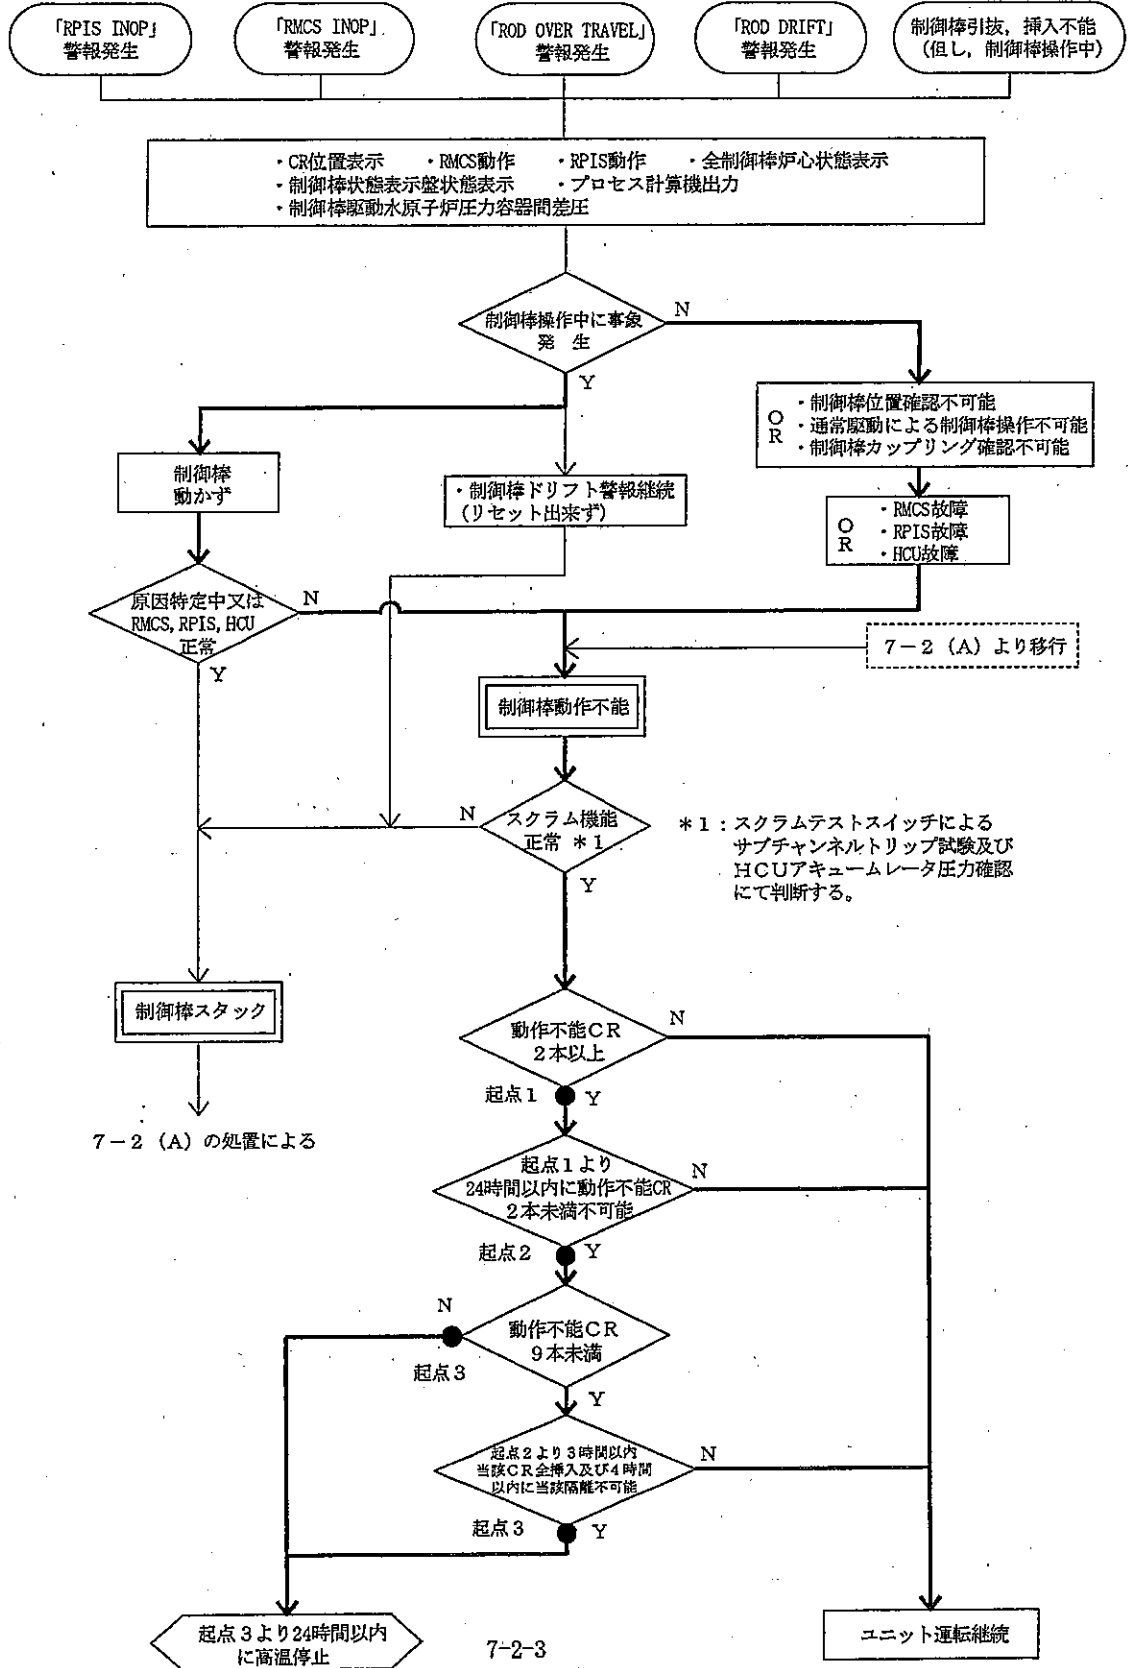 「RPIS INOP」
警報発生
「RMCS INOP」
警報発生
「ROD OVER TRAVEL」
警報発生
「ROD DRIFT」
警報発生
制御棒引抜，挿入不能
（但し，制御棒操作中）
・CR位置表示　・RMCS動作　・RPIS動作　・全制御棒炉心状態表示
・制御棒状態表示盤状態表示　・プロセス計算機出力
・制御棒駆動水原子炉圧力容器間差圧
制御棒操作中に事象
発　生
N
Y
OR
・制御棒位置確認不可能
・通常駆動による制御棒操作不可能
・制御棒カップリング確認不可能
制御棒
動かず
・制御棒ドリフト警報継続
（リセット出来ず）
OR
・RMCS故障
・RPIS故障
・HCU故障
原因特定中又は
RMCS,RPIS,HCU
正常
N
Y
７－２（A）より移行
制御棒動作不能
スクラム機能
正常 ＊１
N
Y
＊１：スクラムテストスイッチによる
サブチャンネルトリップ試験及び
ＨＣＵアキュームレータ圧力確認
にて判断する。
制御棒スタック
７－２（A）の処置による
動作不能ＣＲ
２本以上
N
起点１
Y
起点１より
24時間以内に動作不能CR
２本未満不可能
N
起点２
Y
動作不能ＣＲ
９本未満
N
起点３
Y
起点２より３時間以内
当該ＣＲ全挿入及び４時間
以内に当該隔離不可能
N
起点３
Y
起点３より24時間以内
に高温停止
ユニット運転継続
7-2-3